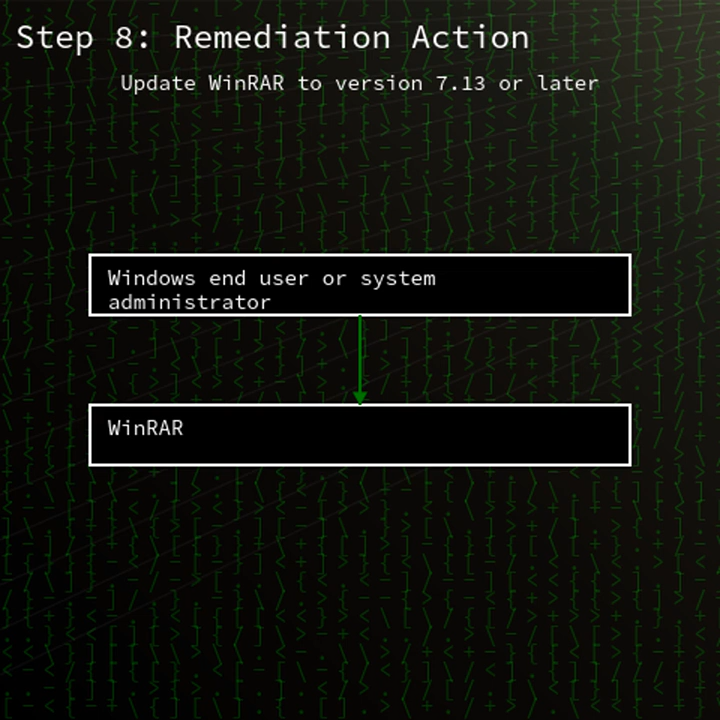 Step 8: Remediation Action
Update WinRAR to version 7.13 or later
Windows end user or system
administrator
WinRAR